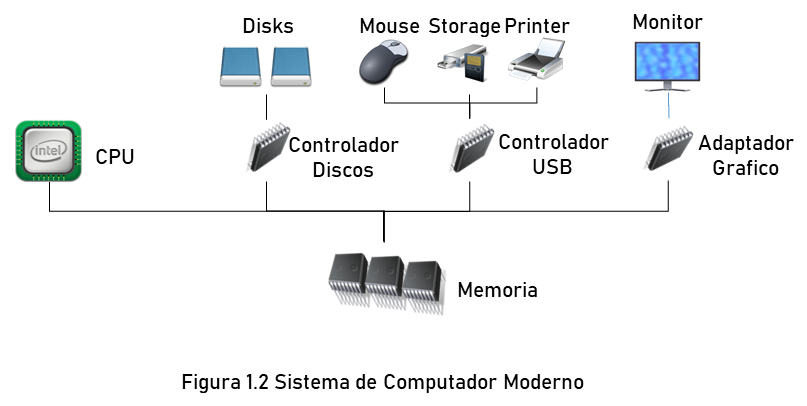 Disks
Mouse Storage Printer
Monitor
intel
CPU
Controlador
Discos
Controlador
USB
Adaptador
Grafico
Memoria
Figura 1.2 Sistema de Computador Moderno